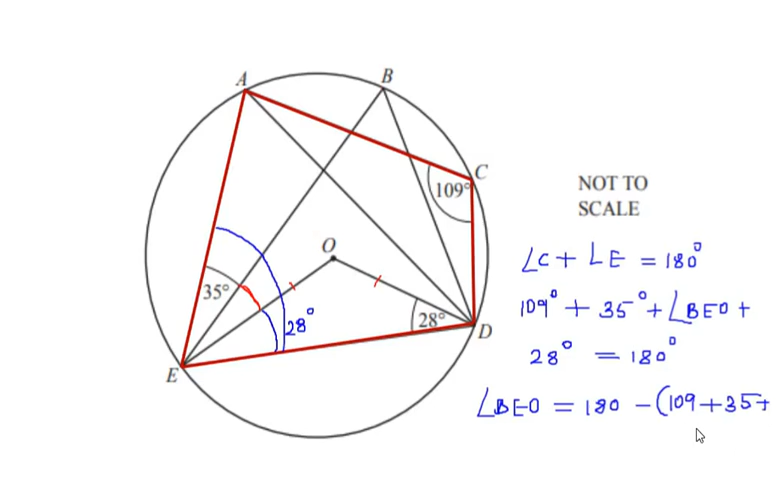 A
B
C
109°
NOT TO
SCALE
∠C + ∠E = 180°
O
109° + 35° + ∠BEO +
35°
28°
28°
D
28° = 180°
E
∠BEO = 180 - (109+35+